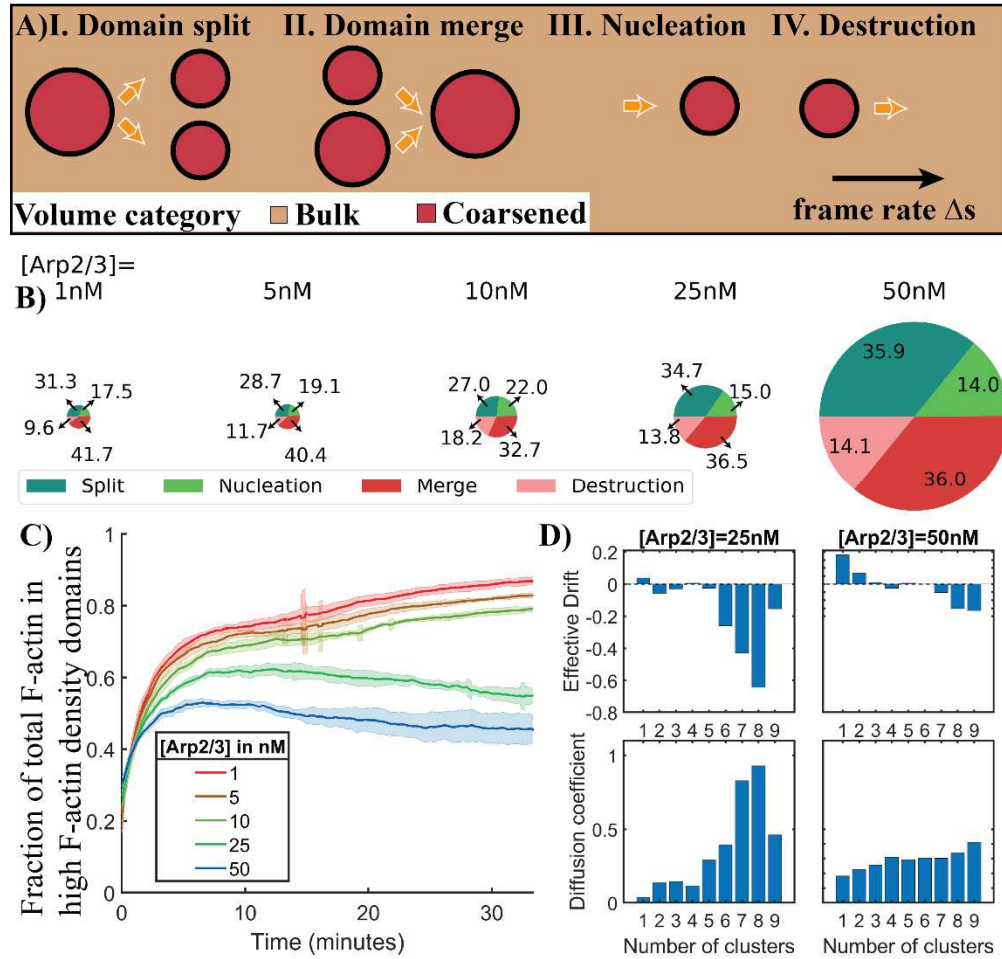 A)I. Domain split
II. Domain merge
III. Nucleation
IV. Destruction
Volume category
Bulk
Coarsened
frame rate Δs
[Arp2/3]=
B)
1nM
5nM
10nM
25nM
50nM
31.3
17.5
9.6
41.7
28.7
19.1
11.7
40.4
27.0
22.0
18.2
32.7
34.7
15.0
13.8
36.5
35.9
14.0
14.1
36.0
Split
Nucleation
Merge
Destruction
C)
Fraction of total F-actin in
high F-actin density domains
1
0.8
0.6
0.4
0.2
0
[Arp2/3] in nM
1
5
10
25
50
0
10
20
30
Time (minutes)
D)
[Arp2/3]=25nM
[Arp2/3]=50nM
Effective Drift
0.2
0
-0.2
-0.4
-0.6
-0.8
1 2 3 4 5 6 7 8 9
1 2 3 4 5 6 7 8 9
Diffusion coefficient
1
0.5
0
1 2 3 4 5 6 7 8 9
1 2 3 4 5 6 7 8 9
Number of clusters
Number of clusters